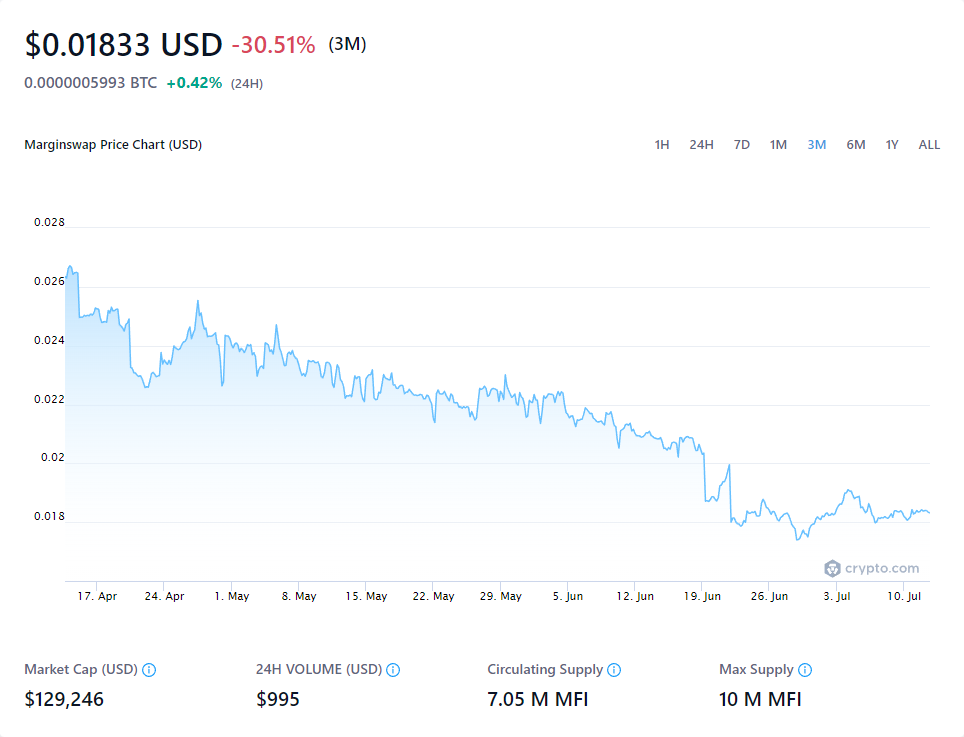 $0.01833 USD -30.51% (3M)
0.0000005993 BTC +0.42% (24H)
Marginswap Price Chart (USD)
1H 24H 7D 1M 3M 6M 1Y ALL
0.028
0.026
0.024
0.022
0.02
0.018
crypto.com
17. Apr 24. Apr 1. May 8. May 15. May 22. May 29. May 5. Jun 12. Jun 19. Jun 26. Jun 3. Jul 10. Jul
Market Cap (USD) 24H VOLUME (USD) Circulating Supply Max Supply
$129,246 $995 7.05 M MFI 10 M MFI